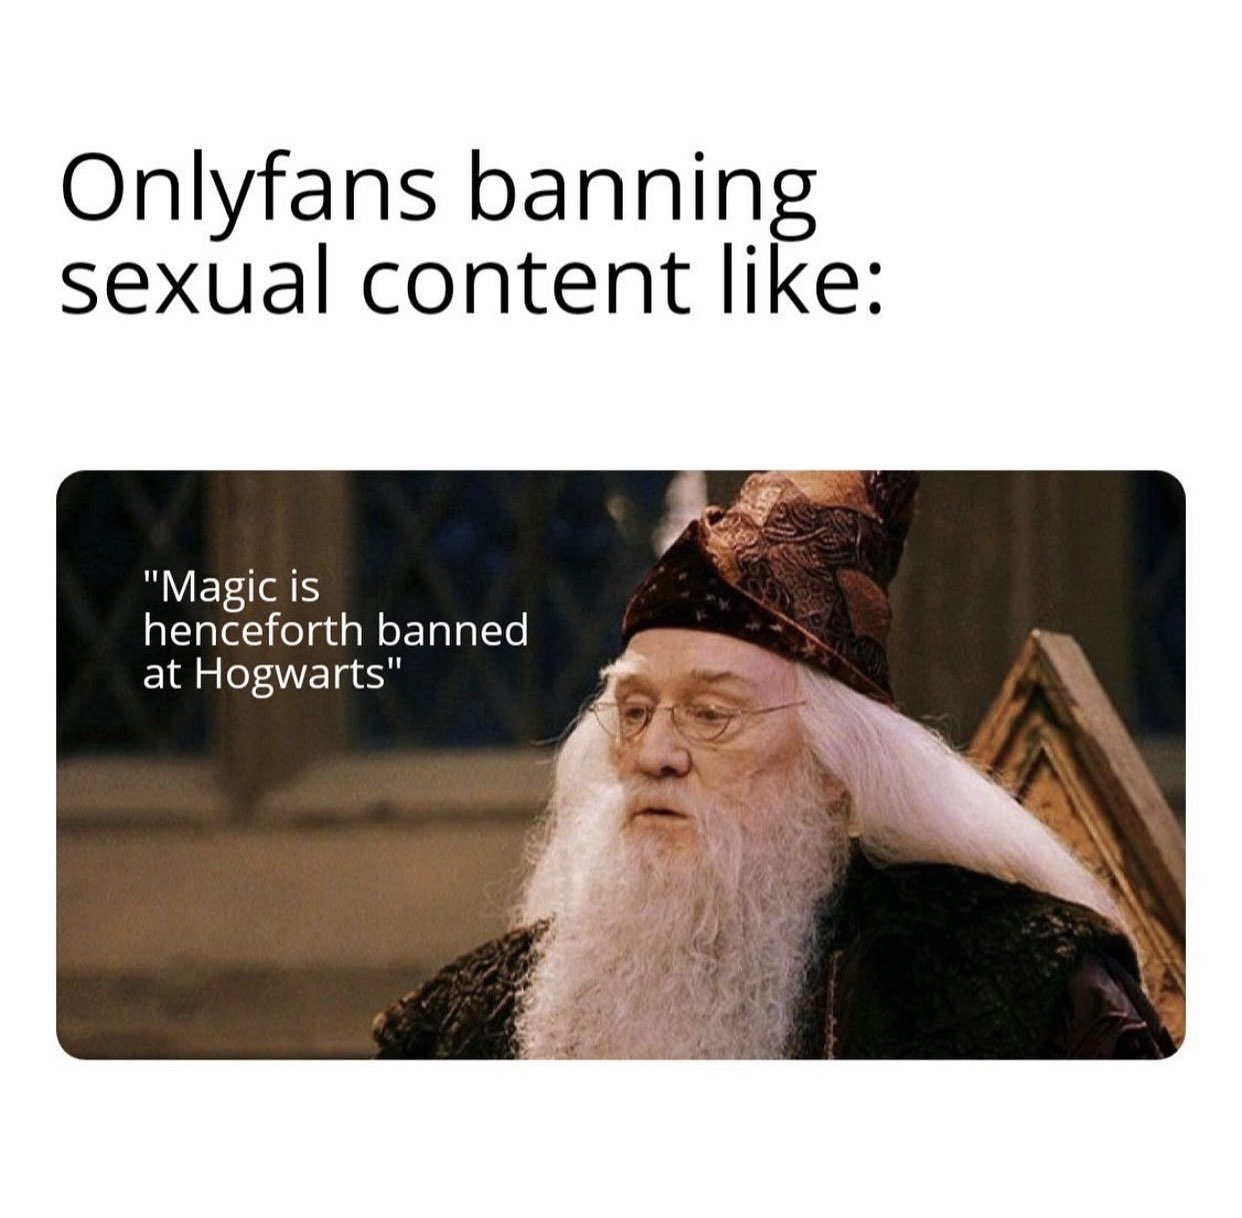 Onlyfans banning
sexual content like:
"Magic is
henceforth banned
at Hogwarts"